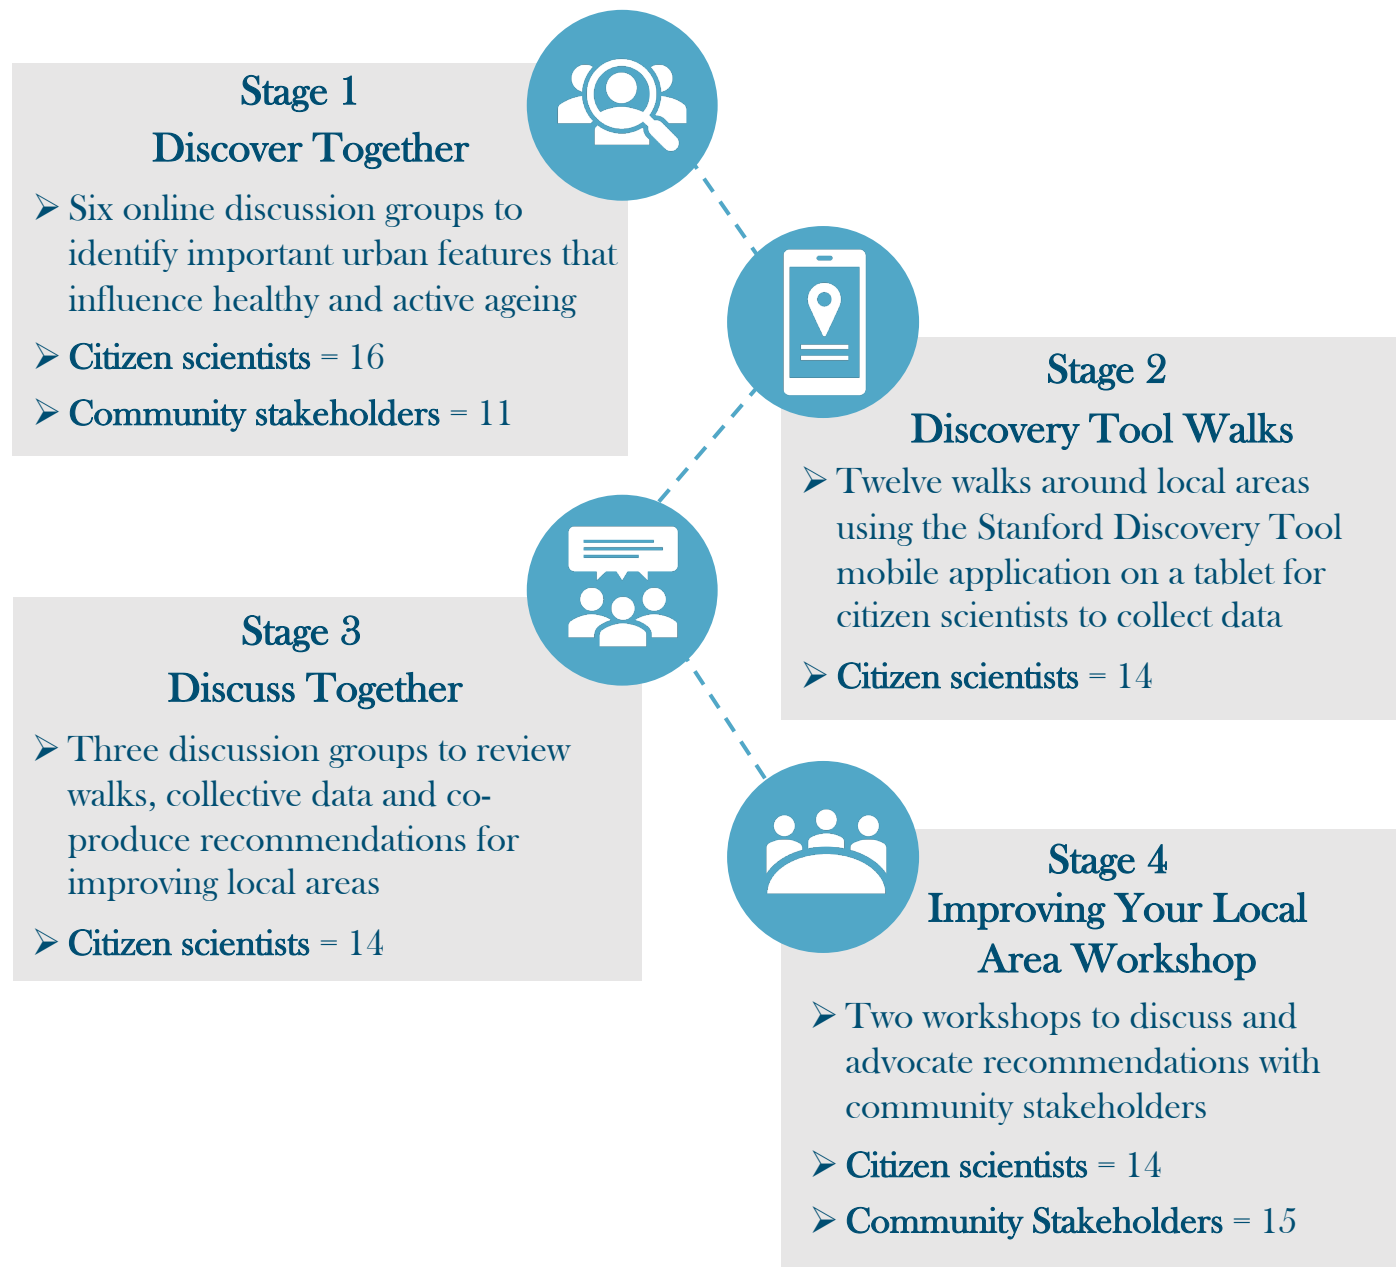 Stage 1
Discover Together
➢ Six online discussion groups to
identify important urban features that
influence healthy and active ageing
➢ Citizen scientists = 16
➢ Community stakeholders = 11
Stage 2
Discovery Tool Walks
➢ Twelve walks around local areas
using the Stanford Discovery Tool
mobile application on a tablet for
citizen scientists to collect data
➢ Citizen scientists = 14
Stage 3
Discuss Together
➢ Three discussion groups to review
walks, collective data and co-
produce recommendations for
improving local areas
➢ Citizen scientists = 14
Stage 4
Improving Your Local
Area Workshop
➢ Two workshops to discuss and
advocate recommendations with
community stakeholders
➢ Citizen scientists = 14
➢ Community Stakeholders = 15